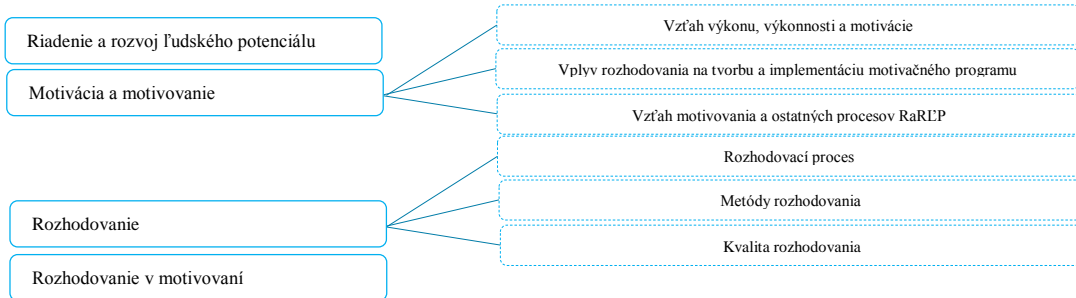 Riadenie a rozvoj ľudského potenciálu
Motivácia a motivovanie
Vzťah výkonu, výkonnosti a motivácie
Vplyv rozhodovania na tvorbu a implementáciu motivačného programu
Vzťah motivovania a ostatných procesov RaRĽP
Rozhodovanie
Rozhodovací proces
Metódy rozhodovania
Kvalita rozhodovania
Rozhodovanie v motivovaní